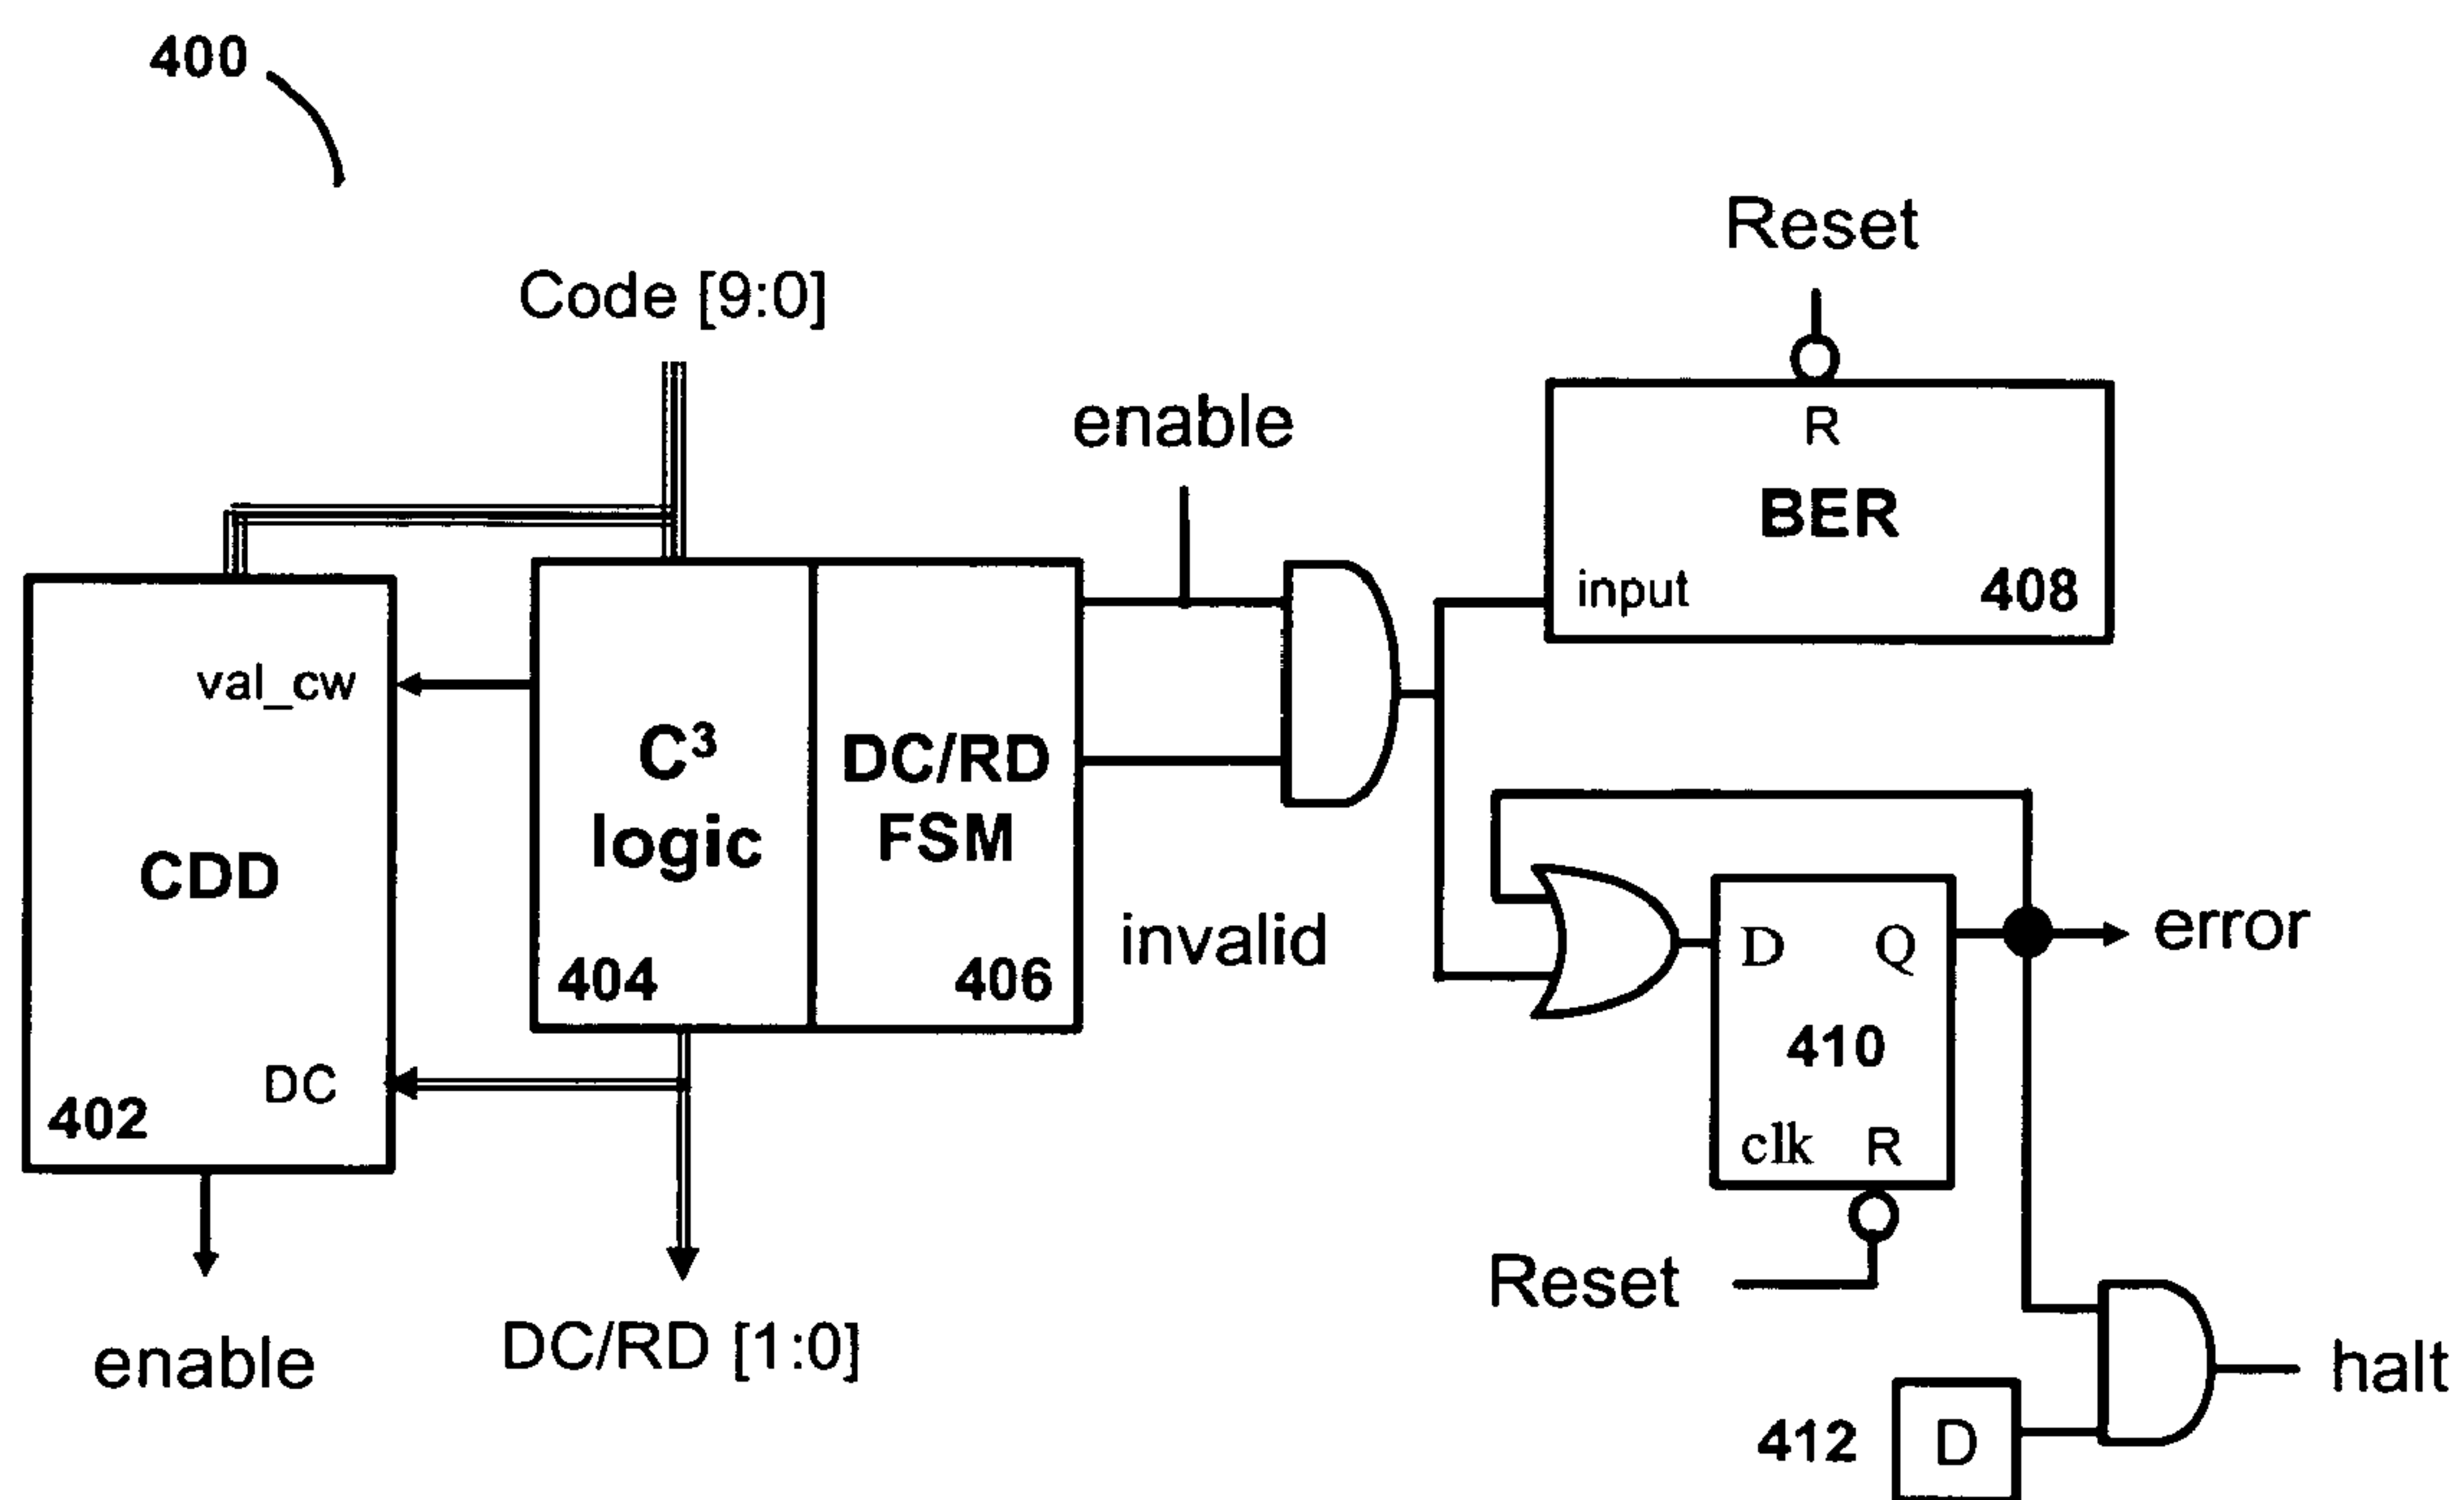 400
Reset
Code [9:0]
enable
R
BER
input
408
val_cw
C³
logic
DC/RD
FSM
CDD
invalid
error
D
Q
404
406
410
DC
402
clk
R
Reset
enable
DC/RD [1:0]
halt
412
D